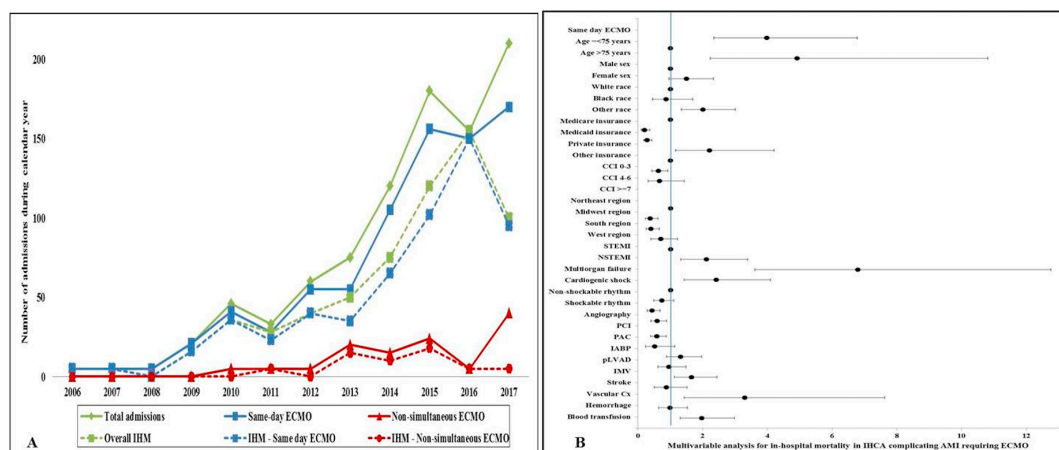 Number of admissions during calendar year
200
150
100
50
0
2006 2007 2008 2009 2010 2011 2012 2013 2014 2015 2016 2017
Total admissions Same-day ECMO Non-simultaneous ECMO
Overall IHM IHM - Same day ECMO IHM - Non-simultaneous ECMO
A
Same day ECMO
Age =<75 years
Age >75 years
Male sex
Female sex
White race
Black race
Other race
Medicare insurance
Medicaid insurance
Private insurance
Other insurance
CCI 0-3
CCI 4-6
CCI >=7
Northeast region
Midwest region
South region
West region
STEMI
NSTEMI
Multiorgan failure
Cardiogenic shock
Non-shockable rhythm
Shockable rhythm
Angiography
PCI
PAC
IABP
pLVAD
IMV
Stroke
Vascular Cx
Hemorrhage
Blood transfusion
0 2 4 6 8 10 12
B
Multivariable analysis for in-hospital mortality in IHCA complicating AMI requiring ECMO